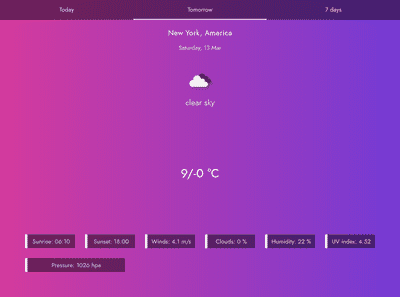 Today Tomorrow 7 days
New York, America
Saturday, 13 Mar
clear sky
9/-0 °C
Sunrise: 06:10 Sunset: 18:00 Winds: 4.1 m/s Clouds: 0 % Humidity: 22 % UV index: 4.52
Pressure: 1026 hpa